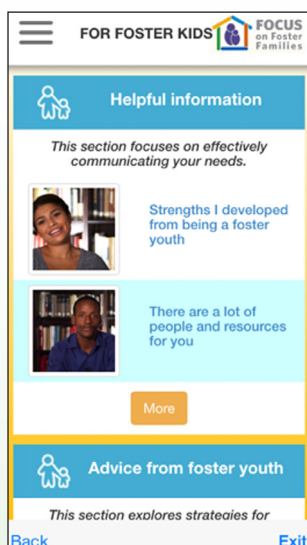 FOR FOSTER KIDS
FOCUS
on Foster
Families
Helpful information
This section focuses on effectively
communicating your needs.
Strengths I developed
from being a foster
youth
There are a lot of
people and resources
for you
More
Advice from foster youth
This section explores strategies for
Back
Exit